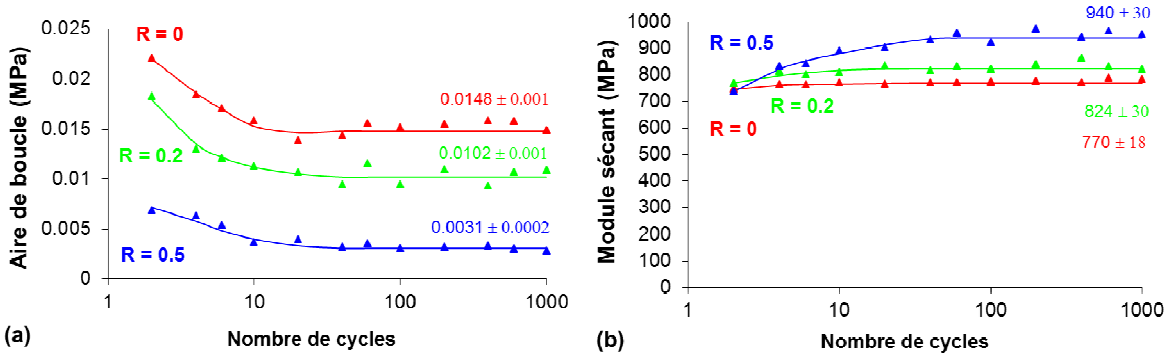 Aire de boucle (MPa)
0.025
0.02
0.015
0.01
0.005
0
R = 0
R = 0.2
R = 0.5
0.0148 ± 0.001
0.0102 ± 0.001
0.0031 ± 0.0002
1
10
100
1000
Nombre de cycles
(a)
Module sécant (MPa)
1000
900
800
700
600
500
400
300
200
100
0
R = 0.5
R = 0.2
R = 0
940 ± 30
824 ± 30
770 ± 18
1
10
100
1000
Nombre de cycles
(b)